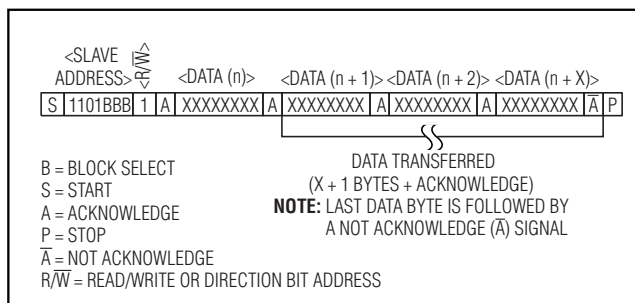 <SLAVE
ADDRESS> <R/W̅> <DATA (n)> <DATA (n + 1)> <DATA (n + 2)> <DATA (n + X)>
S 1101BBB 1 A XXXXXXXX A XXXXXXXX A XXXXXXXX A XXXXXXXX A̅ P
B = BLOCK SELECT
S = START
A = ACKNOWLEDGE
P = STOP
A̅ = NOT ACKNOWLEDGE
R/W̅ = READ/WRITE OR DIRECTION BIT ADDRESS
DATA TRANSFERRED
(X + 1 BYTES + ACKNOWLEDGE)
NOTE: LAST DATA BYTE IS FOLLOWED BY
A NOT ACKNOWLEDGE (A̅) SIGNAL